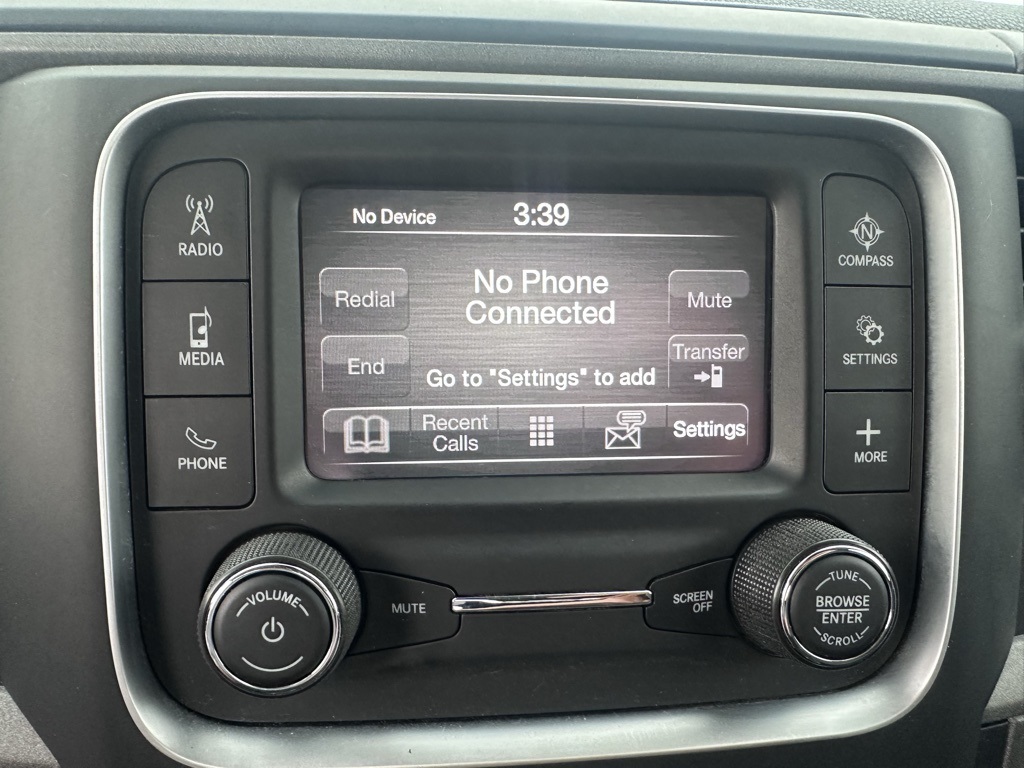 RADIO
MEDIA
PHONE
No Device
3:39
Redial
No Phone
Connected
Mute
End
Go to "Settings" to add
Transfer
Recent
Calls
Settings
N
COMPASS
SETTINGS
MORE
VOLUME
MUTE
SCREEN
OFF
TUNE
BROWSE
ENTER
SCROLL